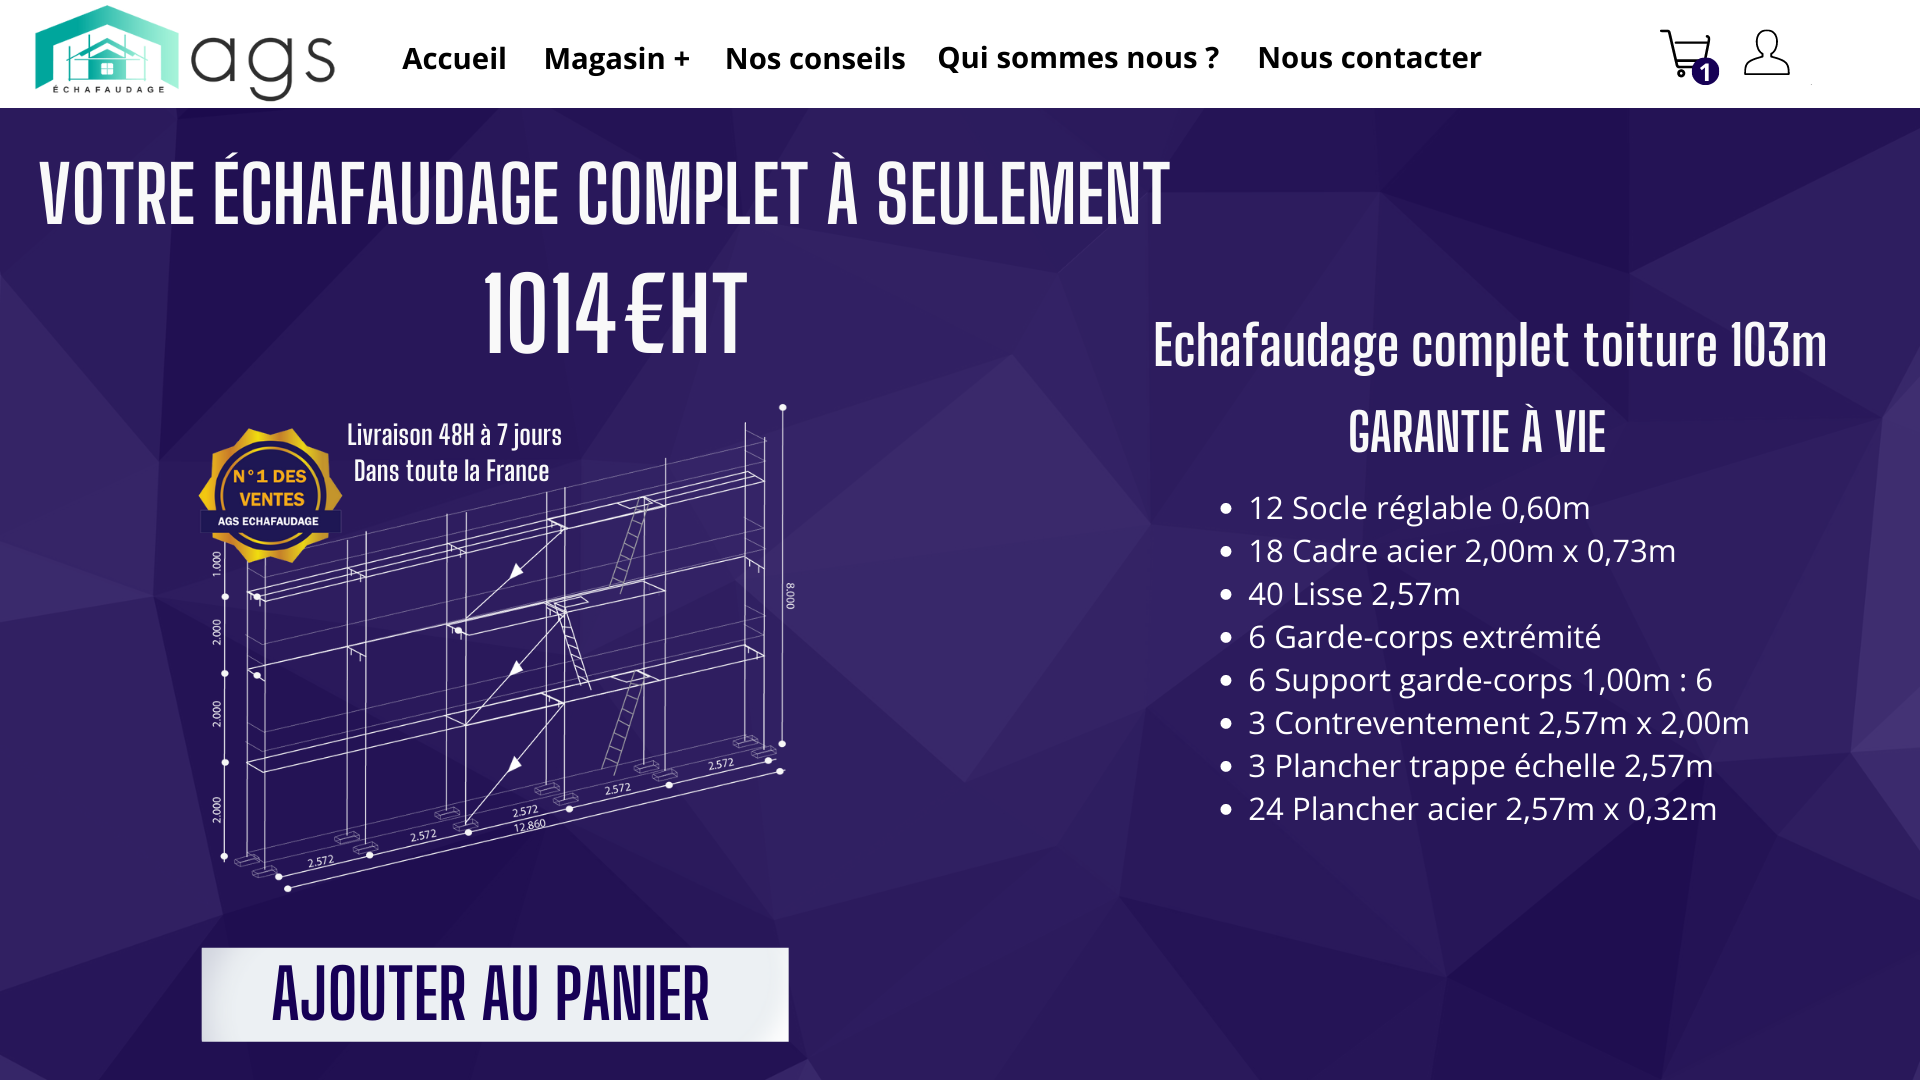 ÉCHAFAUDAGE
ags
Accueil
Magasin +
Nos conseils
Qui sommes nous ?
Nous contacter
1
VOTRE ÉCHAFAUDAGE COMPLET À SEULEMENT
1014€HT
Livraison 48H à 7 jours
Dans toute la France
N°1 DES
VENTES
AGS ECHAFAUDAGE
1.000
2.000
2.000
2.000
8.000
2.572
2.572
2.572
2.572
2.572
12.860
Echafaudage complet toiture 103m
GARANTIE À VIE
• 12 Socle réglable 0,60m
• 18 Cadre acier 2,00m x 0,73m
• 40 Lisse 2,57m
• 6 Garde-corps extrémité
• 6 Support garde-corps 1,00m : 6
• 3 Contreventement 2,57m x 2,00m
• 3 Plancher trappe échelle 2,57m
• 24 Plancher acier 2,57m x 0,32m
AJOUTER AU PANIER